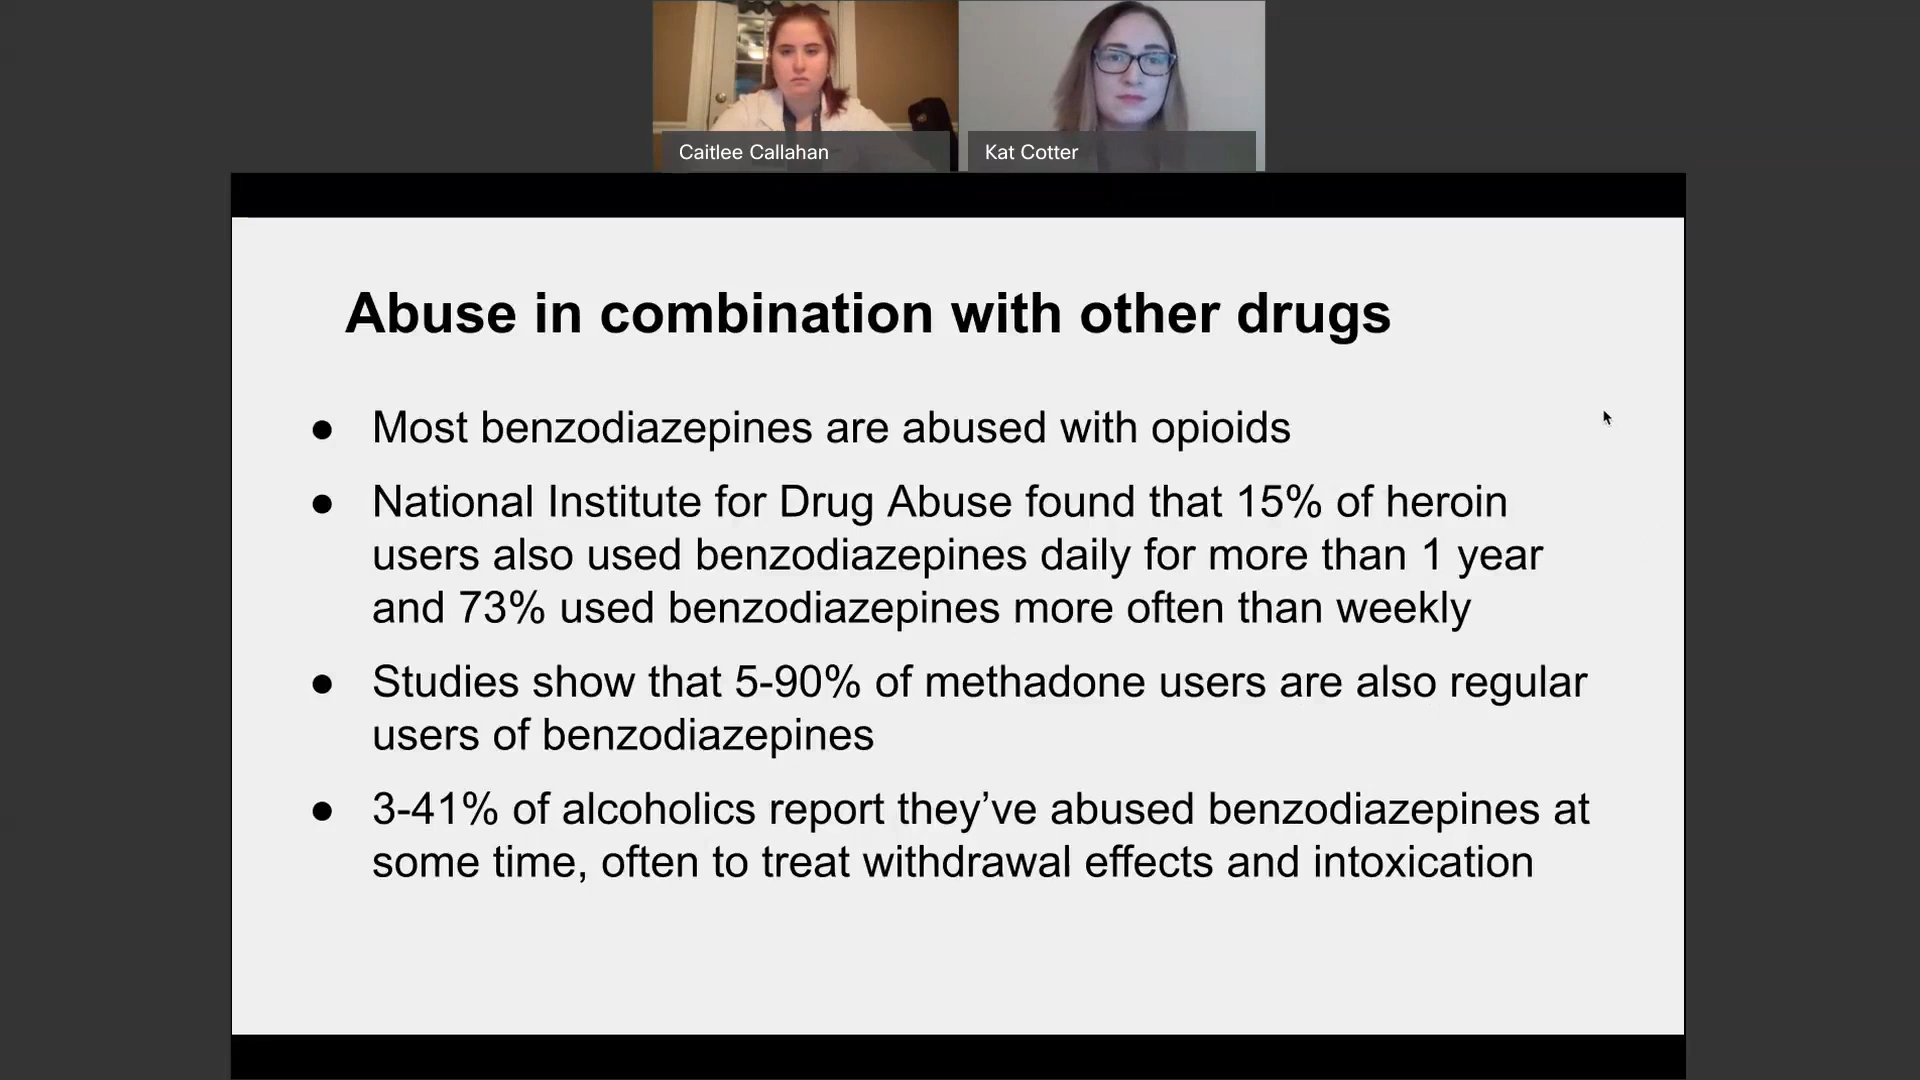 Caitlee Callahan
Kat Cotter
Abuse in combination with other drugs
● Most benzodiazepines are abused with opioids
● National Institute for Drug Abuse found that 15% of heroin
users also used benzodiazepines daily for more than 1 year
and 73% used benzodiazepines more often than weekly
● Studies show that 5-90% of methadone users are also regular
users of benzodiazepines
● 3-41% of alcoholics report they’ve abused benzodiazepines at
some time, often to treat withdrawal effects and intoxication